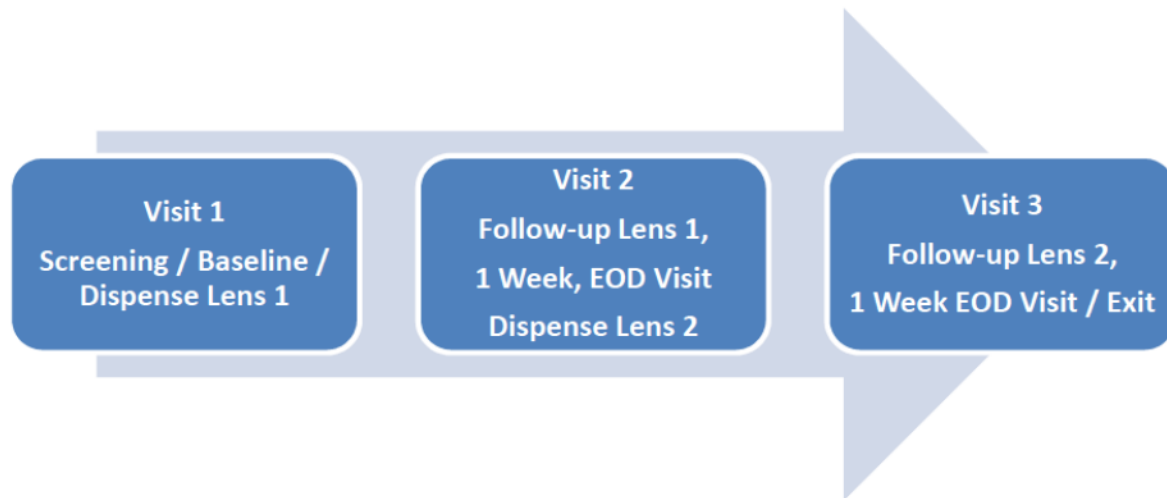 Visit 1
Screening / Baseline /
Dispense Lens 1
Visit 2
Follow-up Lens 1,
1 Week, EOD Visit
Dispense Lens 2
Visit 3
Follow-up Lens 2,
1 Week EOD Visit / Exit